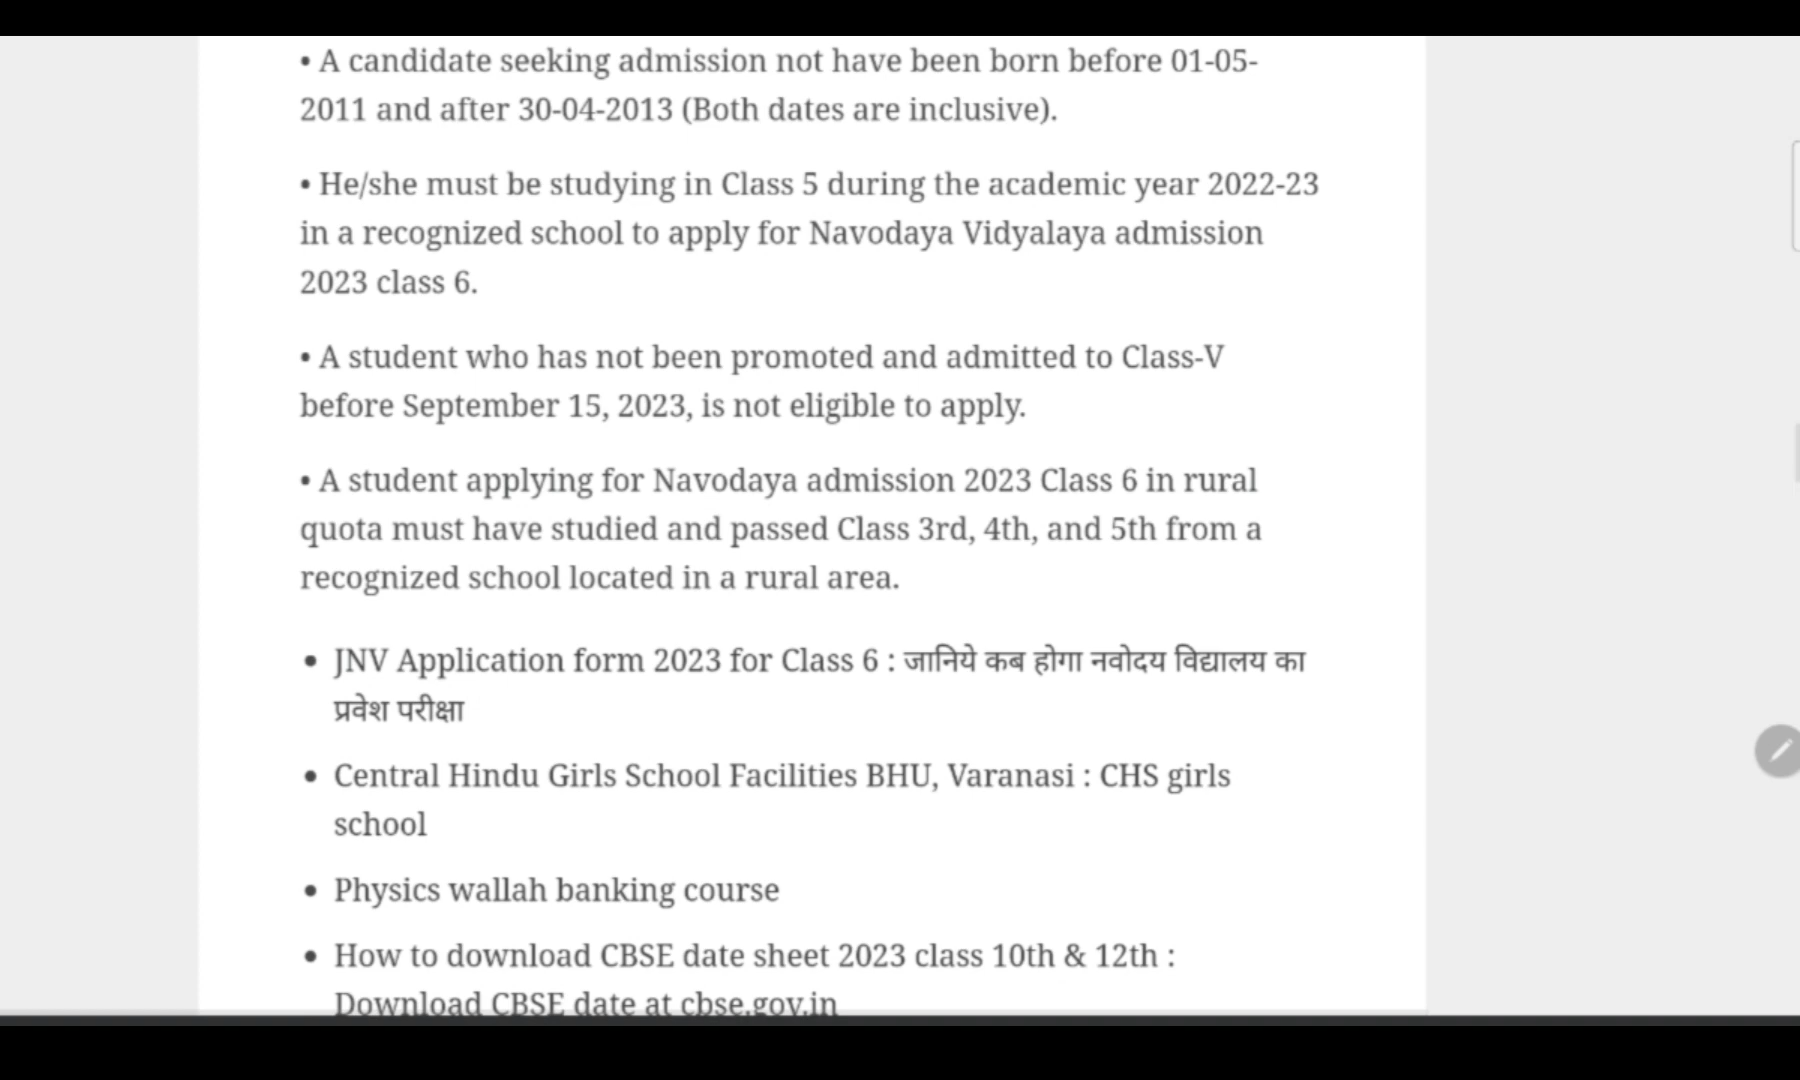 • A candidate seeking admission not have been born before 01-05-
2011 and after 30-04-2013 (Both dates are inclusive).
• He/she must be studying in Class 5 during the academic year 2022-23
in a recognized school to apply for Navodaya Vidyalaya admission
2023 class 6.
• A student who has not been promoted and admitted to Class-V
before September 15, 2023, is not eligible to apply.
• A student applying for Navodaya admission 2023 Class 6 in rural
quota must have studied and passed Class 3rd, 4th, and 5th from a
recognized school located in a rural area.
• JNV Application form 2023 for Class 6 : जानिये कब होगा नवोदय विद्यालय का
प्रवेश परीक्षा
• Central Hindu Girls School Facilities BHU, Varanasi : CHS girls
school
• Physics wallah banking course
• How to download CBSE date sheet 2023 class 10th & 12th :
Download CBSE date at cbse.gov.in